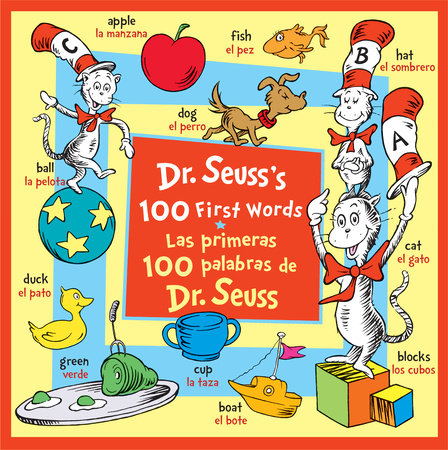 apple
la manzana
fish
el pez
C
B
hat
el sombrero
dog
el perro
A
ball
la pelota
Dr. Seuss's
100 First Words
Las primeras
100 palabras de
Dr. Seuss
cat
el gato
duck
el pato
green
verde
cup
la taza
blocks
los cubos
boat
el bote